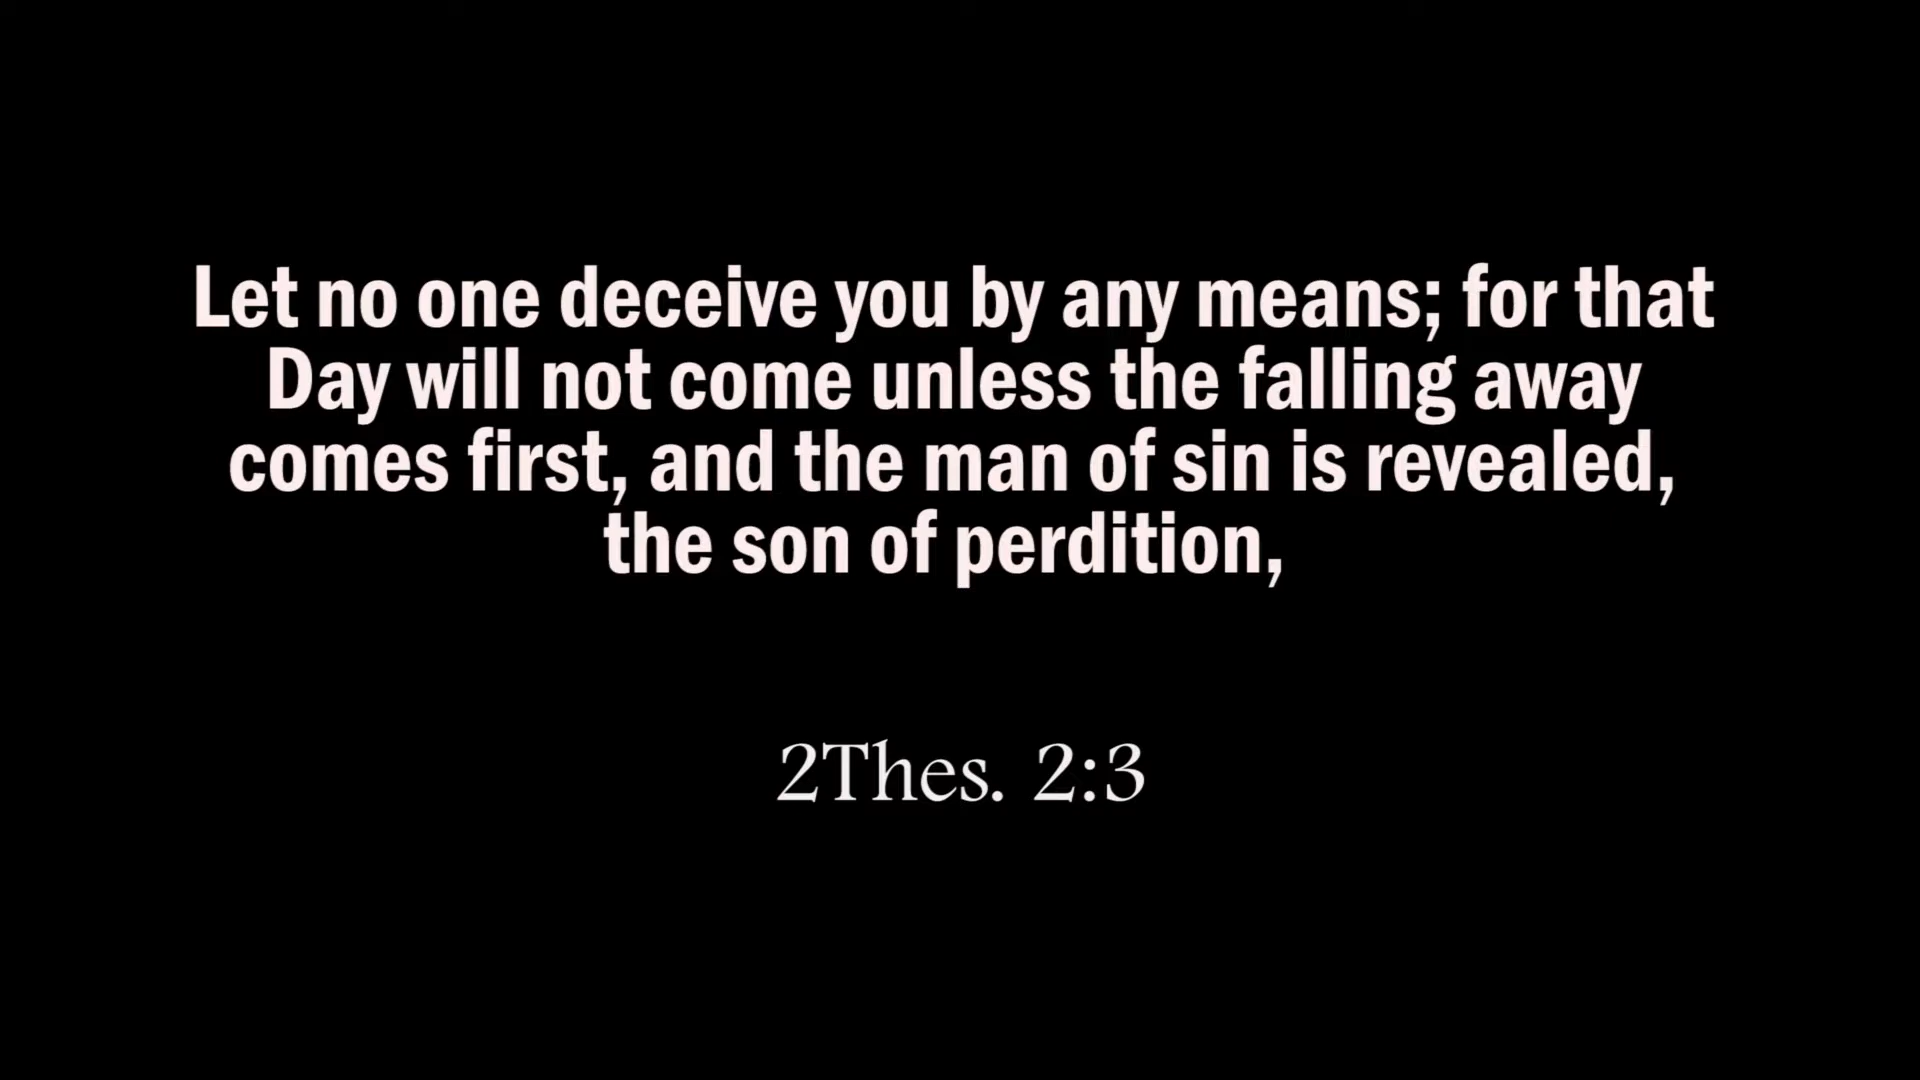 Let no one deceive you by any means; for that
Day will not come unless the falling away
comes first, and the man of sin is revealed,
the son of perdition,
2Thes. 2:3